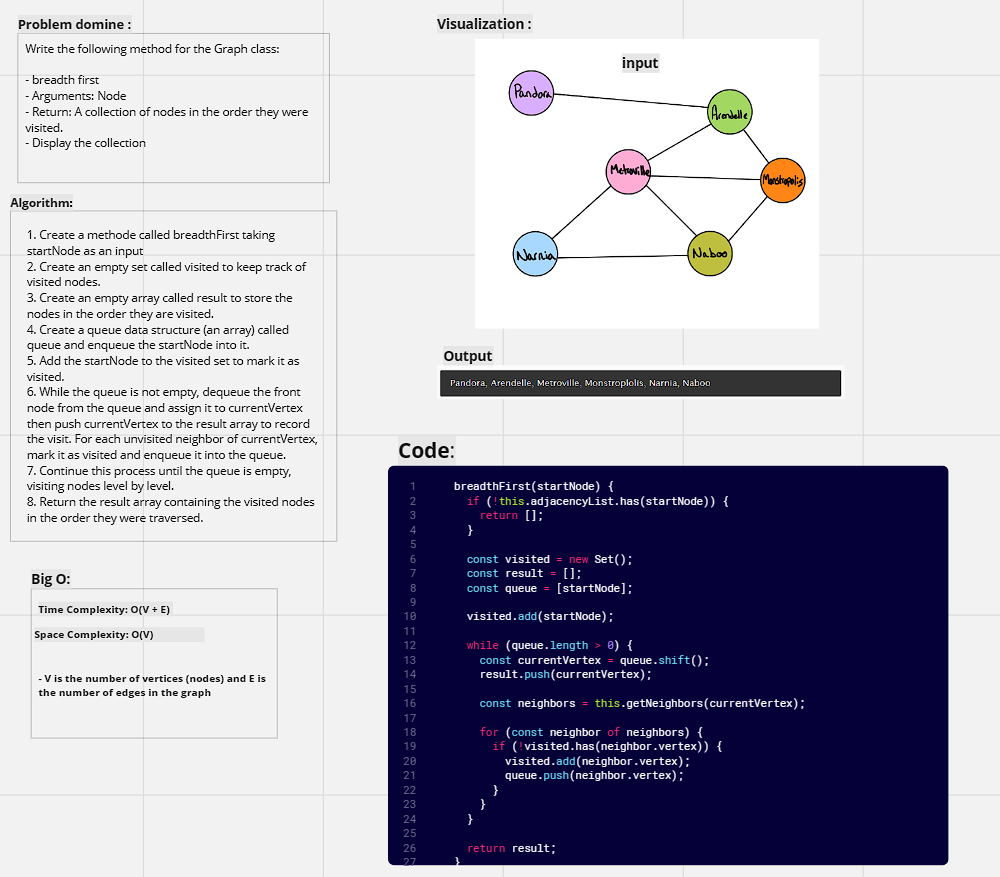 Problem domine :
Write the following method for the Graph class:
- breadth first
- Arguments: Node
- Return: A collection of nodes in the order they were
visited.
- Display the collection
Algorithm:
1. Create a methode called breadthFirst taking
startNode as an input
2. Create an empty set called visited to keep track of
visited nodes.
3. Create an empty array called result to store the
nodes in the order they are visited.
4. Create a queue data structure (an array) called
queue and enqueue the startNode into it.
5. Add the startNode to the visited set to mark it as
visited.
6. While the queue is not empty, dequeue the front
node from the queue and assign it to currentVertex
then push currentVertex to the result array to record
the visit. For each unvisited neighbor of currentVertex,
mark it as visited and enqueue it into the queue.
7. Continue this process until the queue is empty,
visiting nodes level by level.
8. Return the result array containing the visited nodes
in the order they were traversed.
Big O:
Time Complexity: O(V + E)
Space Complexity: O(V)
- V is the number of vertices (nodes) and E is
the number of edges in the graph
Visualization :
input
Pandora
Arendelle
Metroville
Monstropolis
Narnia
Naboo
Output
Pandora, Arendelle, Metroville, Monstroplolis, Narnia, Naboo
Code:
1 breadthFirst(startNode) {
2 if (!this.adjacencyList.has(startNode)) {
3 return [];
4 }
5
6 const visited = new Set();
7 const result = [];
8 const queue = [startNode];
9
10 visited.add(startNode);
11
12 while (queue.length > 0) {
13 const currentVertex = queue.shift();
14 result.push(currentVertex);
15
16 const neighbors = this.getNeighbors(currentVertex);
17
18 for (const neighbor of neighbors) {
19 if (!visited.has(neighbor.vertex)) {
20 visited.add(neighbor.vertex);
21 queue.push(neighbor.vertex);
22 }
23 }
24 }
25
26 return result;
27 }